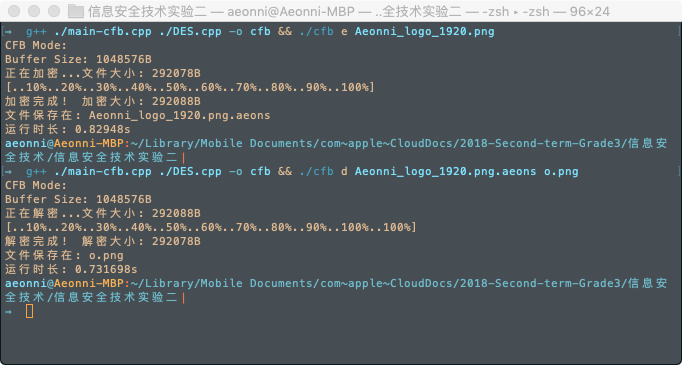 信息安全技术实验二 — aeonni@Aeonni-MBP — ..全技术实验二 — -zsh ▸ -zsh — 96×24
→  g++ ./main-cfb.cpp ./DES.cpp -o cfb && ./cfb e Aeonni_logo_1920.png
CFB Mode:
Buffer Size: 1048576B
正在加密...文件大小: 292078B
[..10%..20%..30%..40%..50%..60%..70%..80%..90%..100%]
加密完成! 加密大小: 292088B
文件保存在: Aeonni_logo_1920.png.aeons
运行时长: 0.82948s
aeonni@Aeonni-MBP:~/Library/Mobile Documents/com~apple~CloudDocs/2018-Second-term-Grade3/信息安
全技术/信息安全技术实验二|
→  g++ ./main-cfb.cpp ./DES.cpp -o cfb && ./cfb d Aeonni_logo_1920.png.aeons o.png
CFB Mode:
Buffer Size: 1048576B
正在解密...文件大小: 292088B
[..10%..20%..30%..40%..50%..60%..70%..80%..90%..100%..100%]
解密完成! 解密大小: 292078B
文件保存在: o.png
运行时长: 0.731698s
aeonni@Aeonni-MBP:~/Library/Mobile Documents/com~apple~CloudDocs/2018-Second-term-Grade3/信息安
全技术/信息安全技术实验二|
→